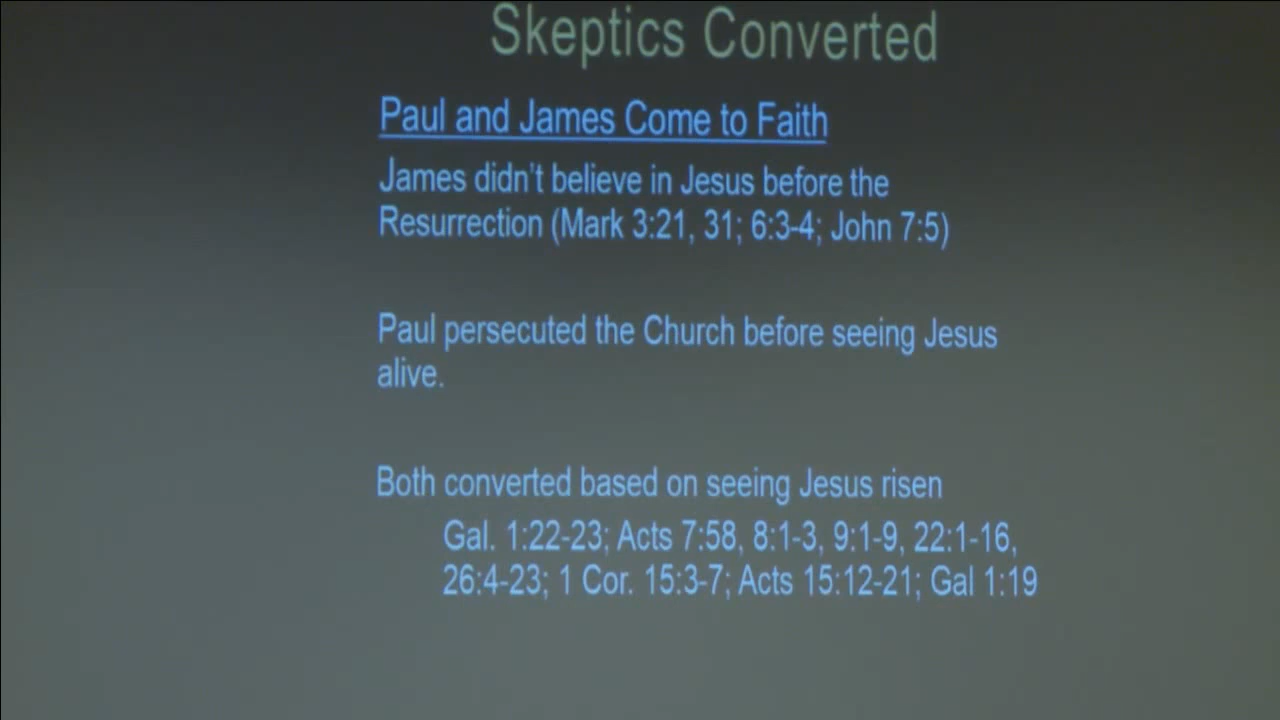 Skeptics Converted
Paul and James Come to Faith
James didn't believe in Jesus before the
Resurrection (Mark 3:21, 31; 6:3-4; John 7:5)
Paul persecuted the Church before seeing Jesus
alive.
Both converted based on seeing Jesus risen
Gal. 1:22-23; Acts 7:58, 8:1-3, 9:1-9, 22:1-16,
26:4-23; 1 Cor. 15:3-7; Acts 15:12-21; Gal 1:19